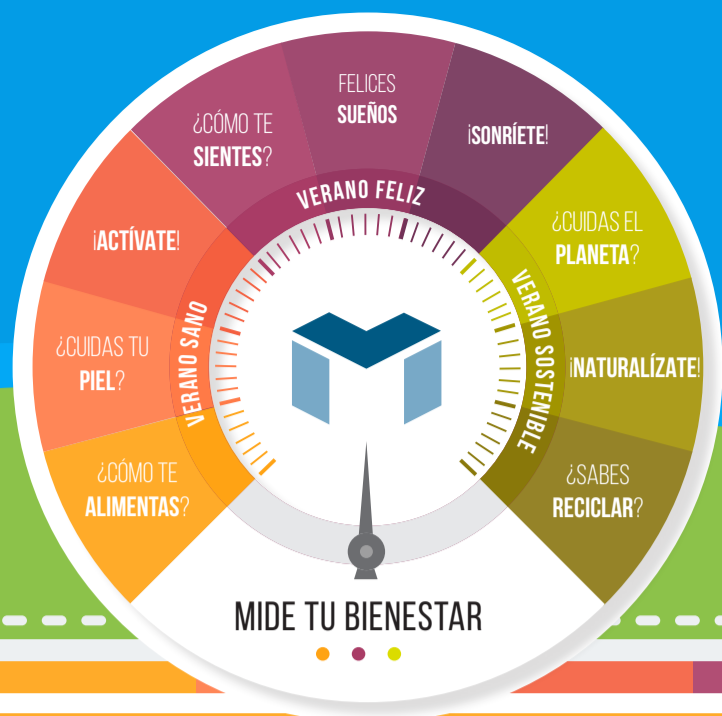 ¿CÓMO TE
ALIMENTAS?
¿CUIDAS TU
PIEL?
¡ACTÍVATE!
VERANO SANO
¿CÓMO TE
SIENTES?
FELICES
SUEÑOS
¡SONRÍETE!
VERANO FELIZ
¿CUIDAS EL
PLANETA?
¡NATURALÍZATE!
¿SABES
RECICLAR?
VERANO SOSTENIBLE
MIDE TU BIENESTAR